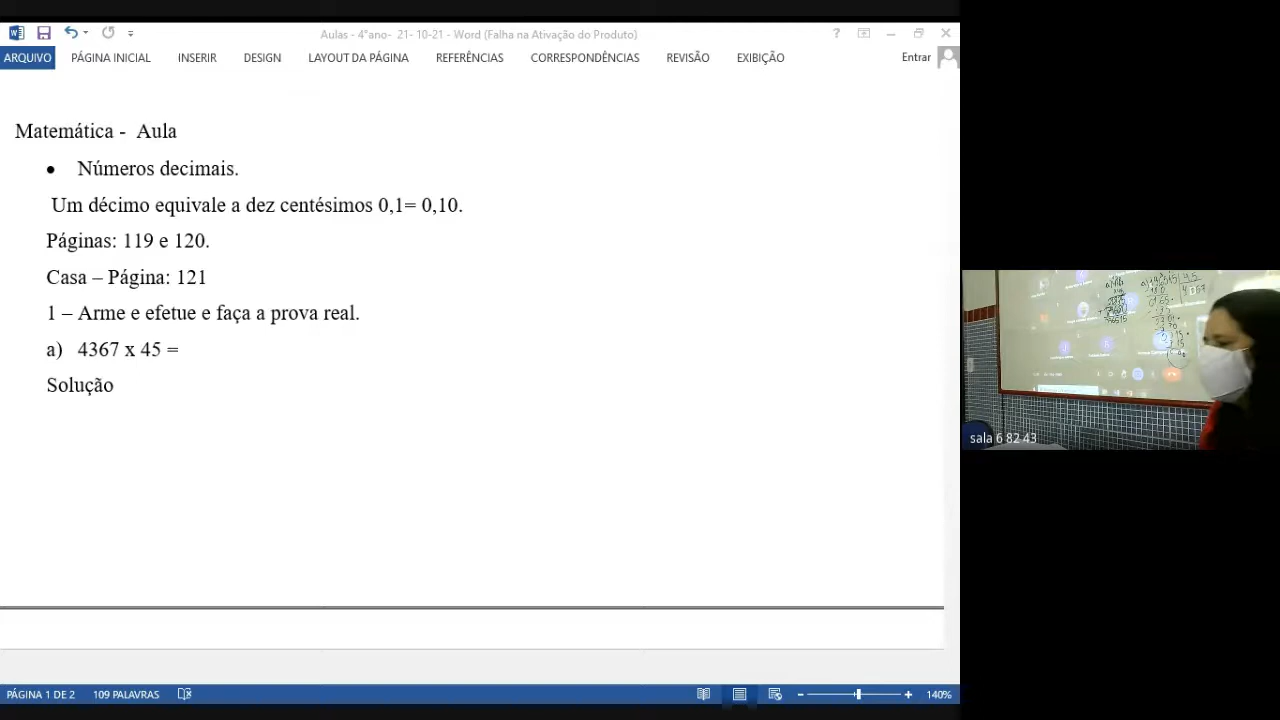 Aulas - 4°ano- 21- 10-21 - Word (Falha na Ativação do Produto)
ARQUIVO PÁGINA INICIAL INSERIR DESIGN LAYOUT DA PÁGINA REFERÊNCIAS CORRESPONDÊNCIAS REVISÃO EXIBIÇÃO Entrar
Matemática - Aula
• Números decimais.
Um décimo equivale a dez centésimos 0,1= 0,10.
Páginas: 119 e 120.
Casa – Página: 121
1 – Arme e efetue e faça a prova real.
a) 4367 x 45 =
Solução
sala 6 82 43
PÁGINA 1 DE 2 109 PALAVRAS 140%